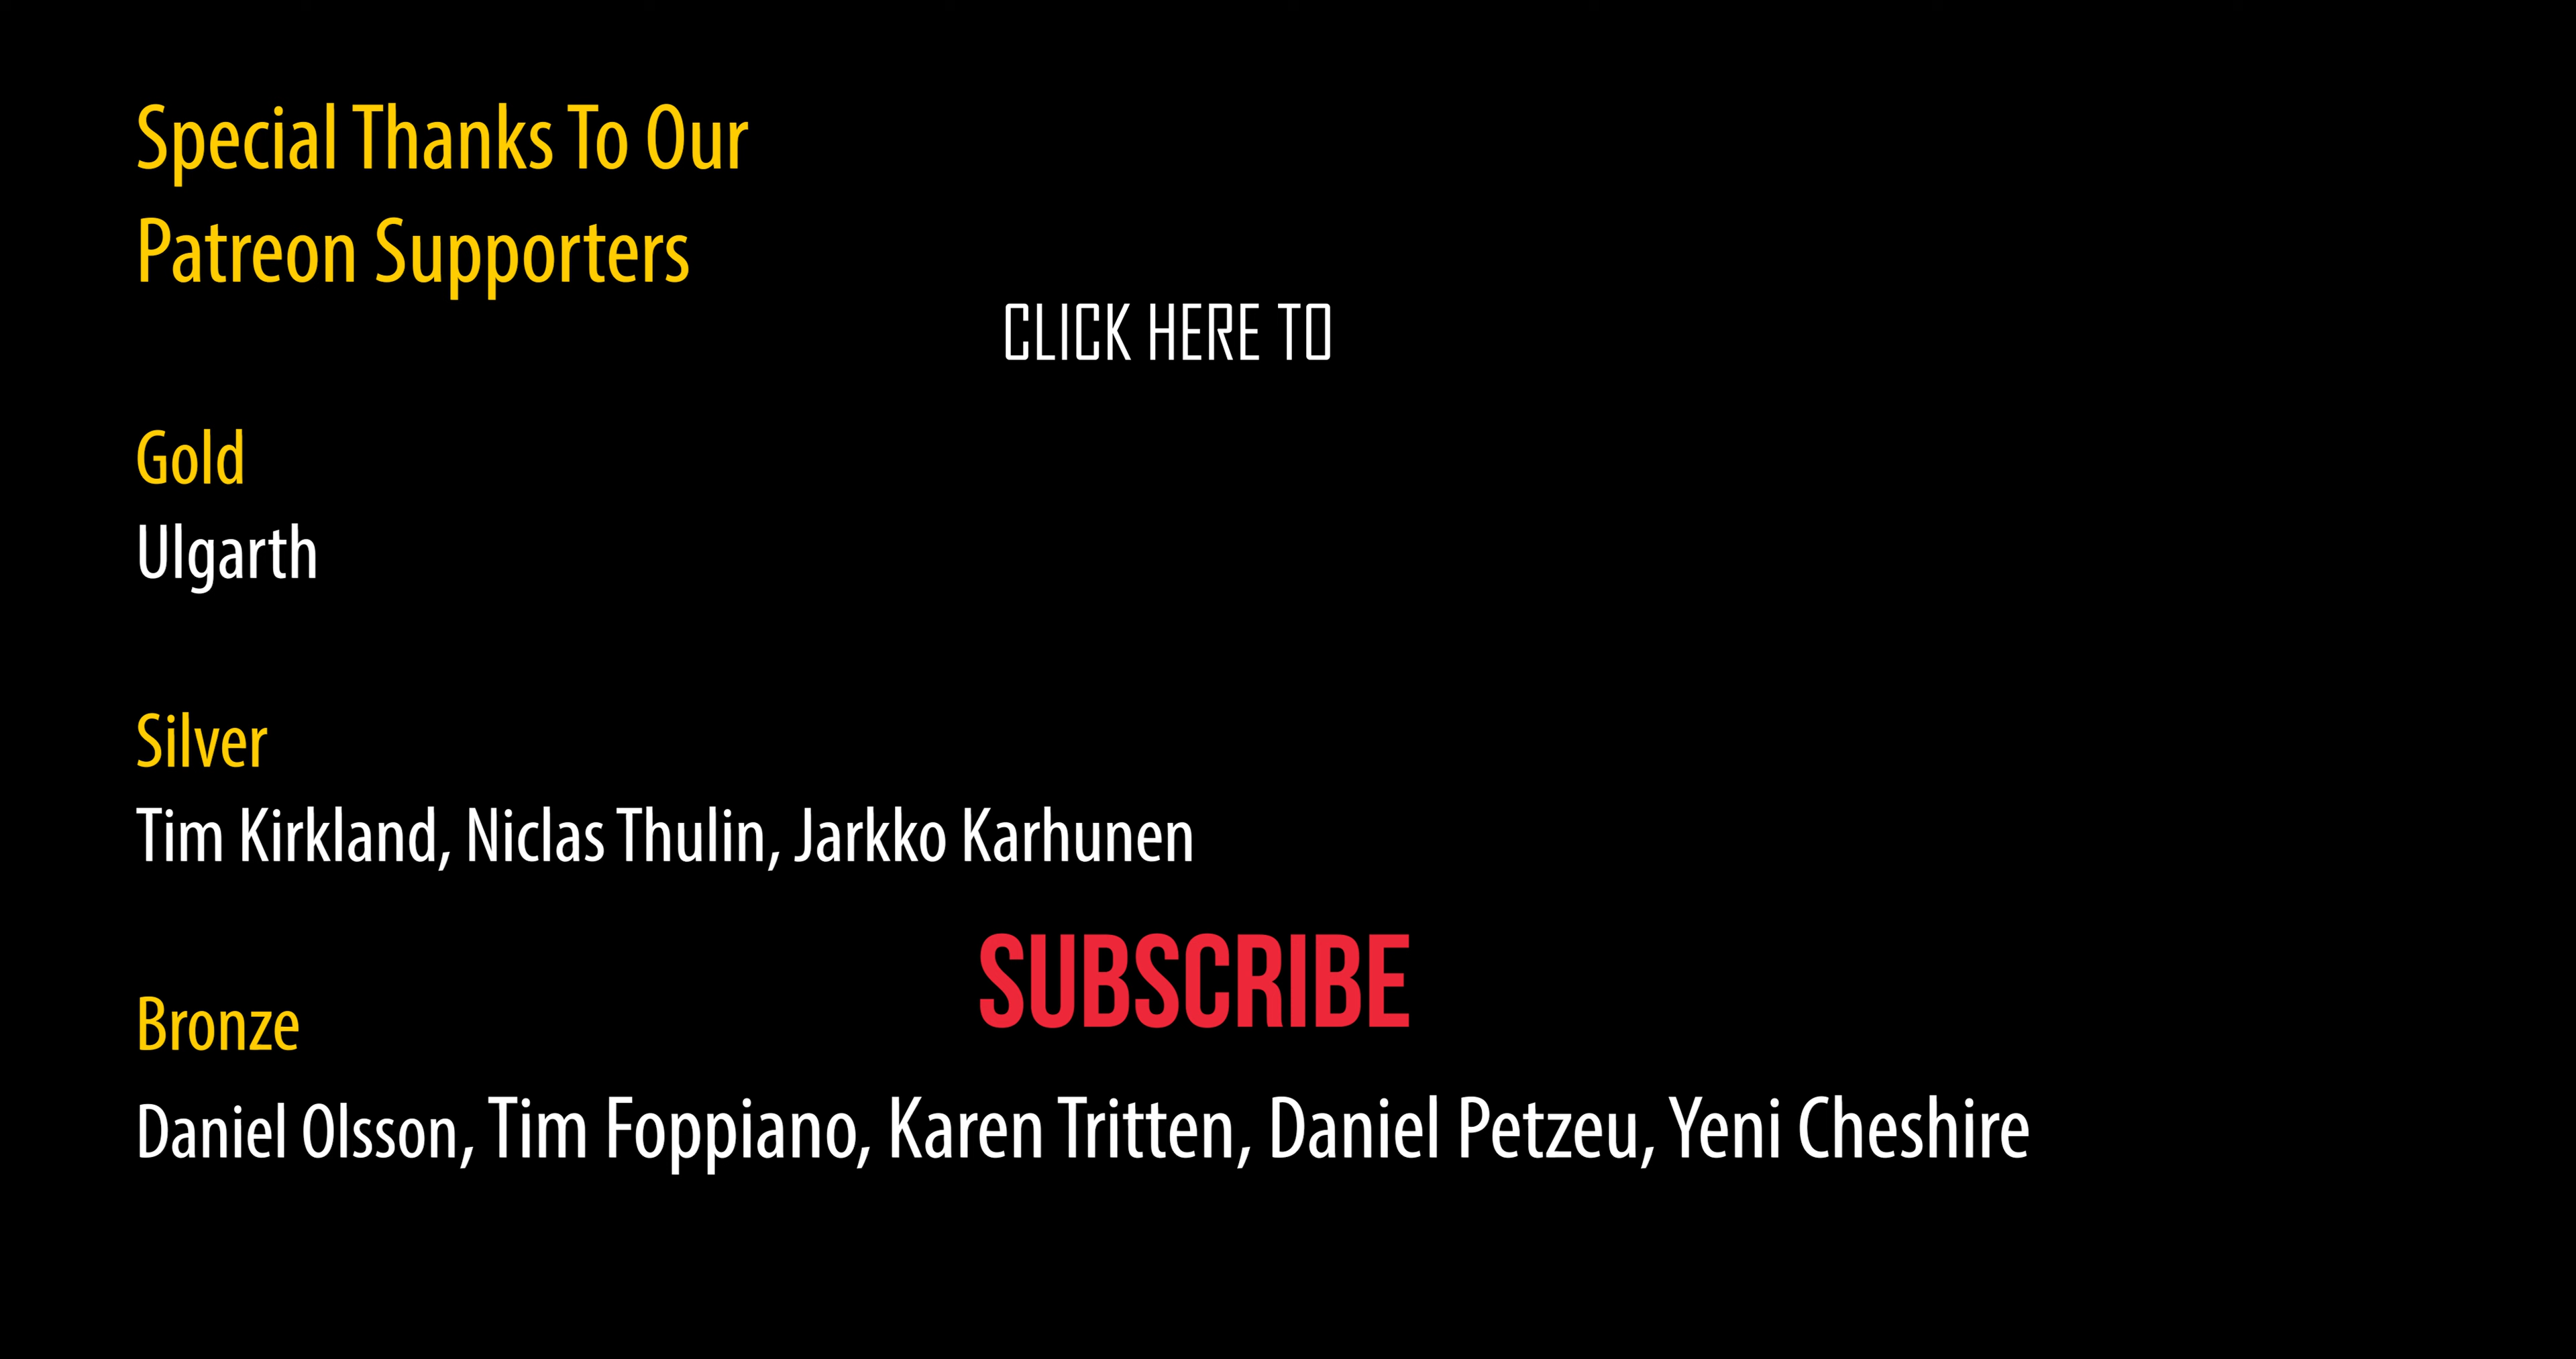 Special Thanks To Our
Patreon Supporters
CLICK HERE TO
Gold
Ulgarth
Silver
Tim Kirkland, Niclas Thulin, Jarkko Karhunen
SUBSCRIBE
Bronze
Daniel Olsson, Tim Foppiano, Karen Tritten, Daniel Petzeu, Yeni Cheshire